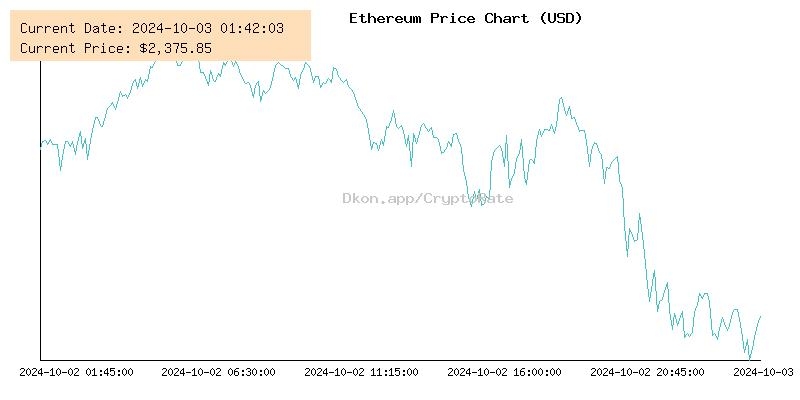 Ethereum Price Chart (USD)
Current Date: 2024-10-03 01:42:03
Current Price: $2,375.85
Dkon.app/CryptoRate
2024-10-02 01:45:00 2024-10-02 06:30:00 2024-10-02 11:15:00 2024-10-02 16:00:00 2024-10-02 20:45:00 2024-10-03